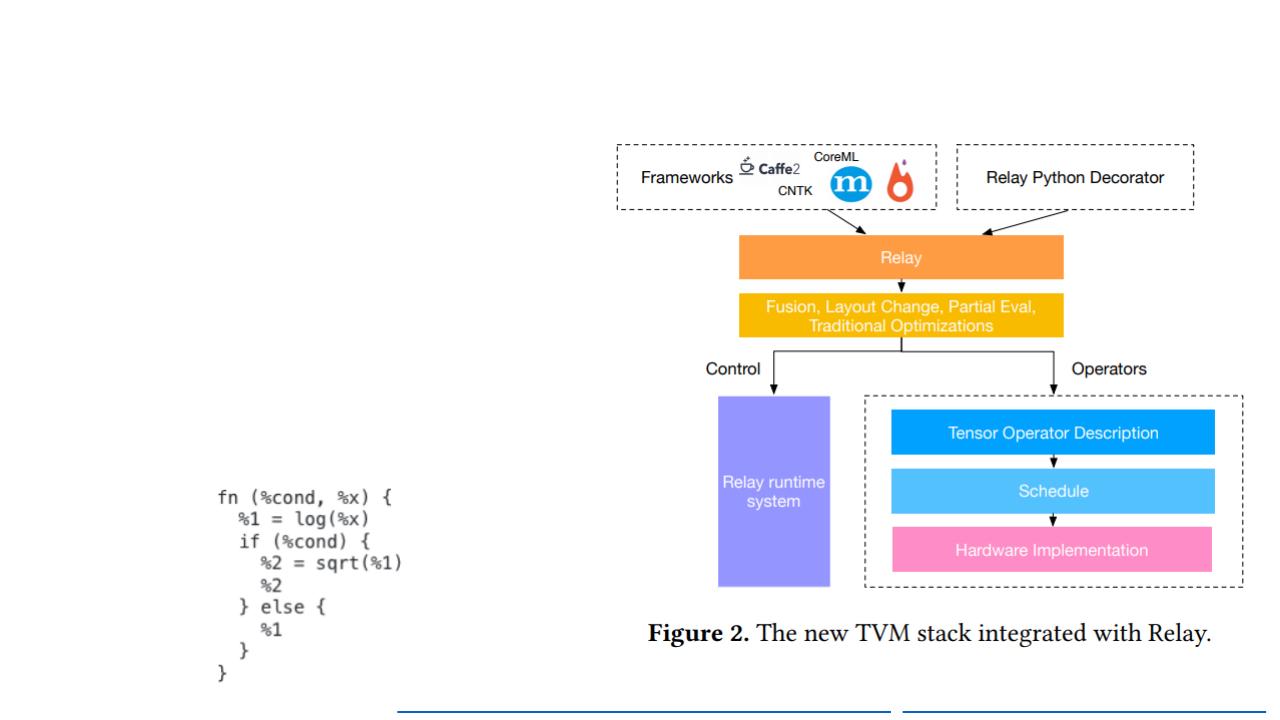 Frameworks
Caffe2
CoreML
CNTK
m
Relay Python Decorator
Relay
Fusion, Layout Change, Partial Eval,
Traditional Optimizations
Control
Operators
Relay runtime
system
Tensor Operator Description
Schedule
Hardware Implementation
fn (%cond, %x) {
  %1 = log(%x)
  if (%cond) {
    %2 = sqrt(%1)
    %2
  } else {
    %1
  }
}
Figure 2. The new TVM stack integrated with Relay.